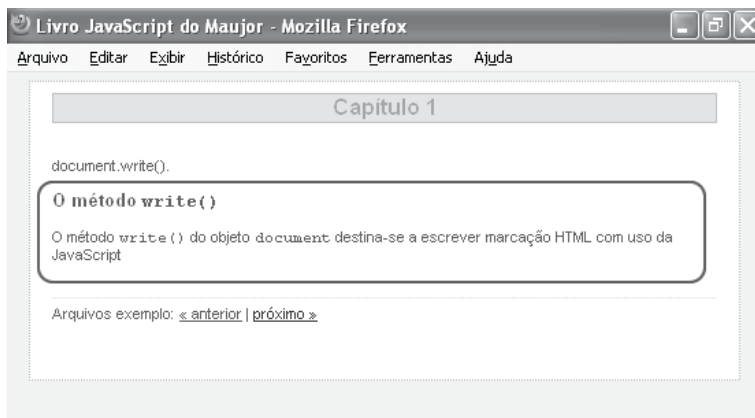 Livro JavaScript do Maujor - Mozilla Firefox
Arquivo Editar Exibir Histórico Favoritos Ferramentas Ajuda
Capitulo 1
document.write().
O método write()
O método write() do objeto document destina-se a escrever marcação HTML com uso da
JavaScript
Arquivos exemplo: « anterior | próximo »